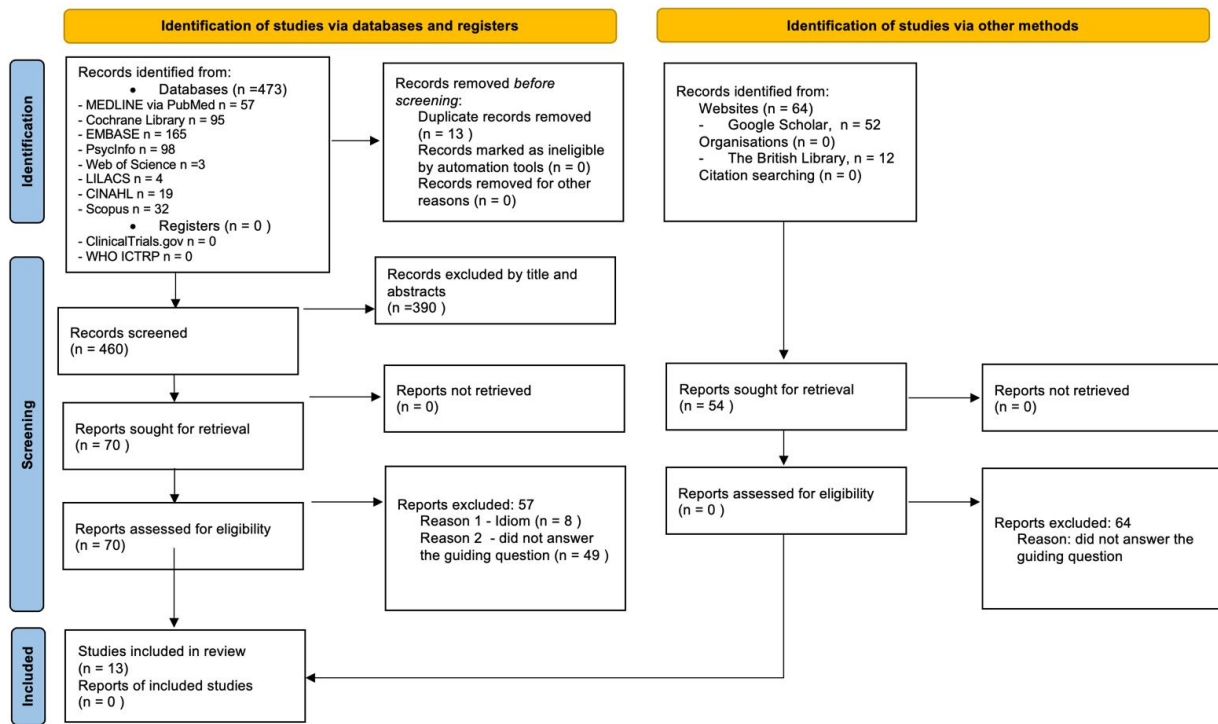 Identification of studies via databases and registers
Identification of studies via other methods
Identification
Records identified from:
• Databases (n =473)
- MEDLINE via PubMed n = 57
- Cochrane Library n = 95
- EMBASE n = 165
- PsycInfo n = 98
- Web of Science n =3
- LILACS n = 4
- CINAHL n = 19
- Scopus n = 32
• Registers (n = 0 )
- ClinicalTrials.gov n = 0
- WHO ICTRP n = 0
Records removed before
screening:
Duplicate records removed
(n = 13 )
Records marked as ineligible
by automation tools (n = 0)
Records removed for other
reasons (n = 0)
Records identified from:
Websites (n = 64)
- Google Scholar, n = 52
Organisations (n = 0)
- The British Library, n = 12
Citation searching (n = 0)
Screening
Records screened
(n = 460)
Records excluded by title and
abstracts
(n =390 )
Reports sought for retrieval
(n = 70 )
Reports not retrieved
(n = 0)
Reports sought for retrieval
(n = 54 )
Reports not retrieved
(n = 0)
Reports assessed for eligibility
(n = 70)
Reports excluded: 57
Reason 1 - Idiom (n = 8 )
Reason 2 - did not answer
the guiding question (n = 49 )
Reports assessed for eligibility
(n = 0 )
Reports excluded: 64
Reason: did not answer the
guiding question
Included
Studies included in review
(n = 13)
Reports of included studies
(n = 0 )